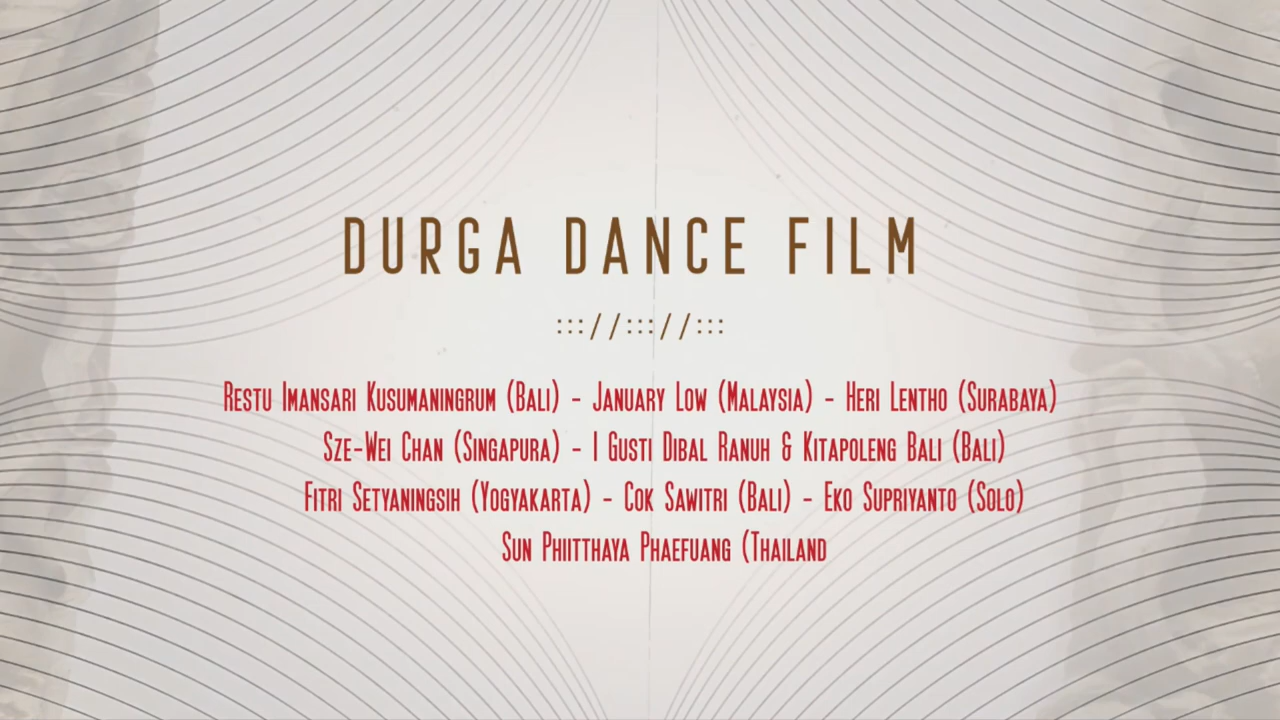 DURGA DANCE FILM
::://::://:::
Restu Imansari Kusumaningrum (Bali) - January Low (Malaysia) - Heri Lentho (Surabaya)
Sze-Wei Chan (Singapura) - I Gusti Dibal Ranuh & Kitapoleng Bali (Bali)
Fitri Setyaningsih (Yogyakarta) - Cok Sawitri (Bali) - Eko Supriyanto (Solo)
Sun Phiitthaya Phaefuang (Thailand